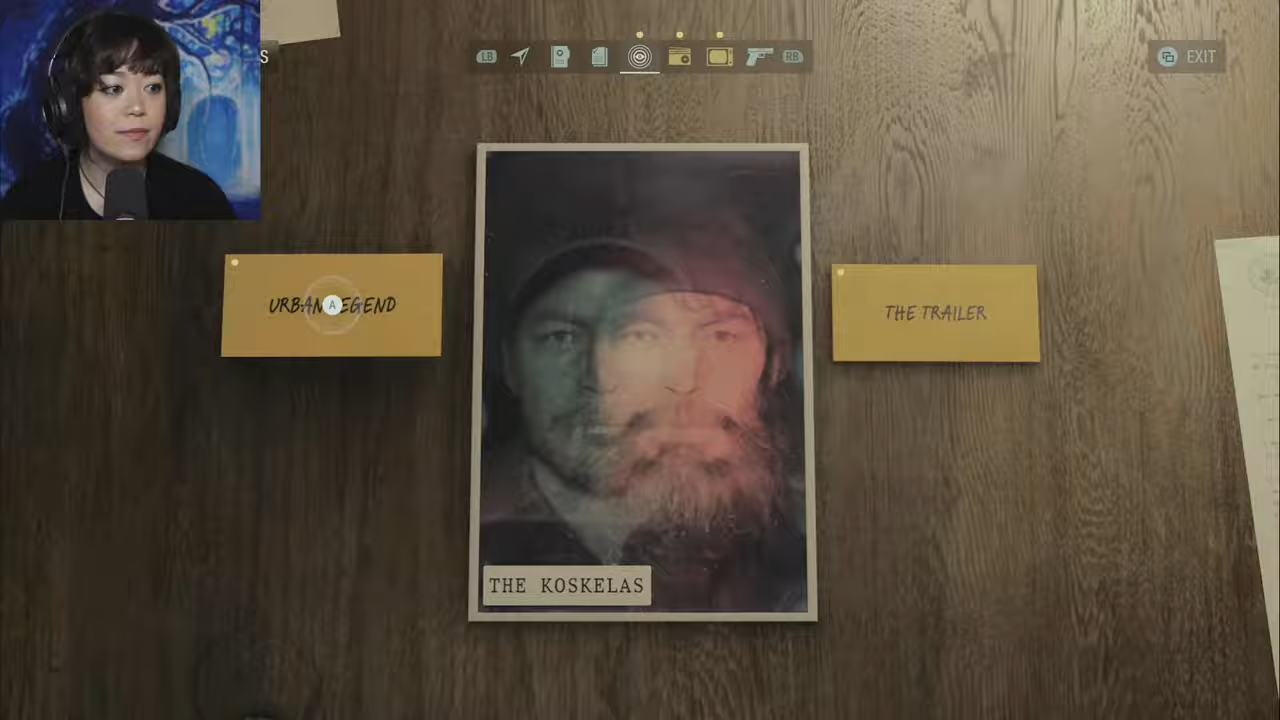 S
LB
RB
EXIT
URBAN LEGEND
A
THE TRAILER
THE KOSKELAS